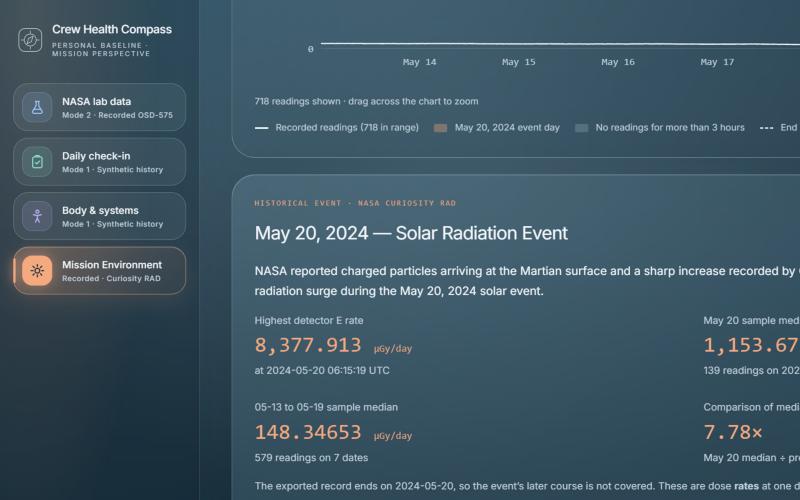 Crew Health Compass
PERSONAL BASELINE ·
MISSION PERSPECTIVE
NASA lab data
Mode 2 · Recorded OSD-575
Daily check-in
Mode 1 · Synthetic history
Body & systems
Mode 1 · Synthetic history
Mission Environment
Recorded · Curiosity RAD
0
May 14 May 15 May 16 May 17
718 readings shown · drag across the chart to zoom
Recorded readings (718 in range) May 20, 2024 event day No readings for more than 3 hours End
HISTORICAL EVENT · NASA CURIOSITY RAD
May 20, 2024 — Solar Radiation Event
NASA reported charged particles arriving at the Martian surface and a sharp increase recorded by
radiation surge during the May 20, 2024 solar event.
Highest detector E rate
8,377.913 µGy/day
at 2024-05-20 06:15:19 UTC
May 20 sample med
1,153.67
139 readings on 202
05-13 to 05-19 sample median
148.34653 µGy/day
579 readings on 7 dates
Comparison of medi
7.78×
May 20 median ÷ pr
The exported record ends on 2024-05-20, so the event’s later course is not covered. These are dose rates at one d